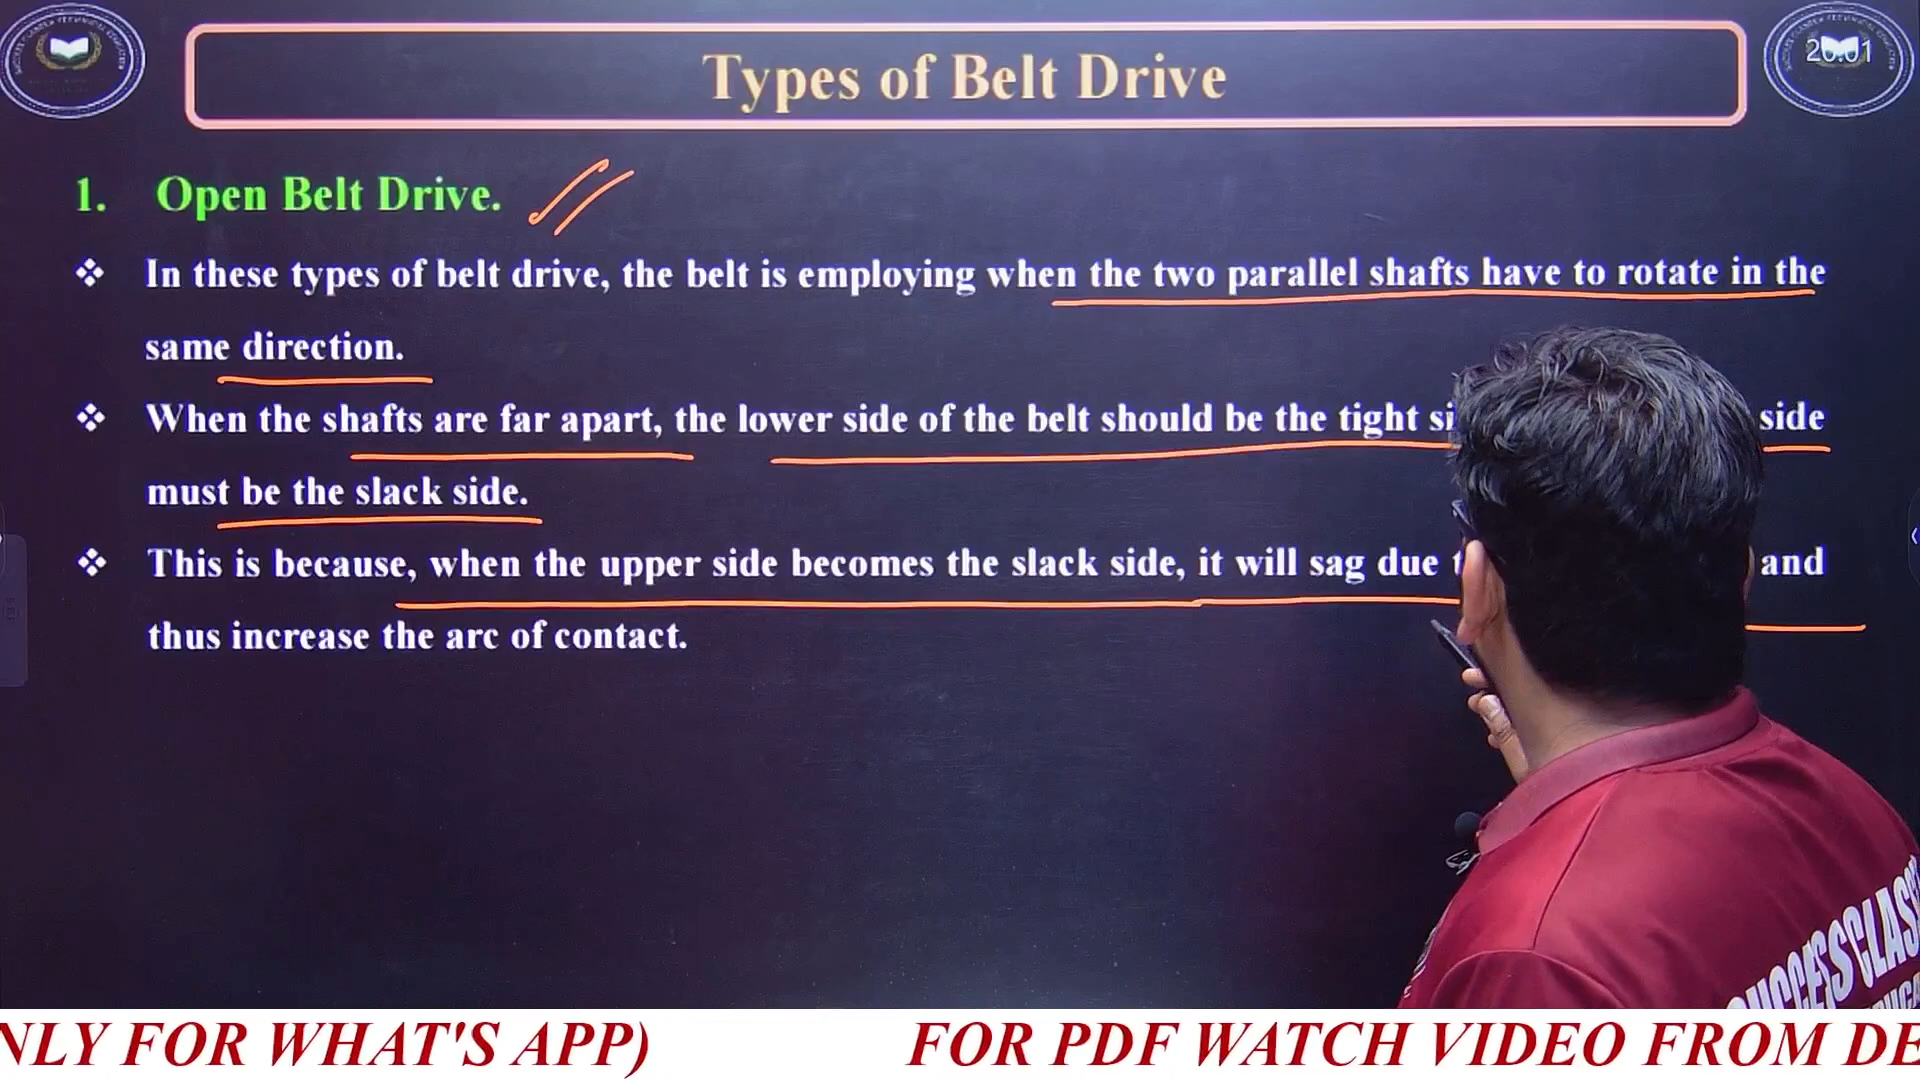 Types of Belt Drive
20:01
1. Open Belt Drive.
❖ In these types of belt drive, the belt is employing when the two parallel shafts have to rotate in the
same direction.
❖ When the shafts are far apart, the lower side of the belt should be the tight side
must be the slack side.
❖ This is because, when the upper side becomes the slack side, it will sag due and
thus increase the arc of contact.
SUCCESS CLASS
NLY FOR WHAT'S APP) FOR PDF WATCH VIDEO FROM DE